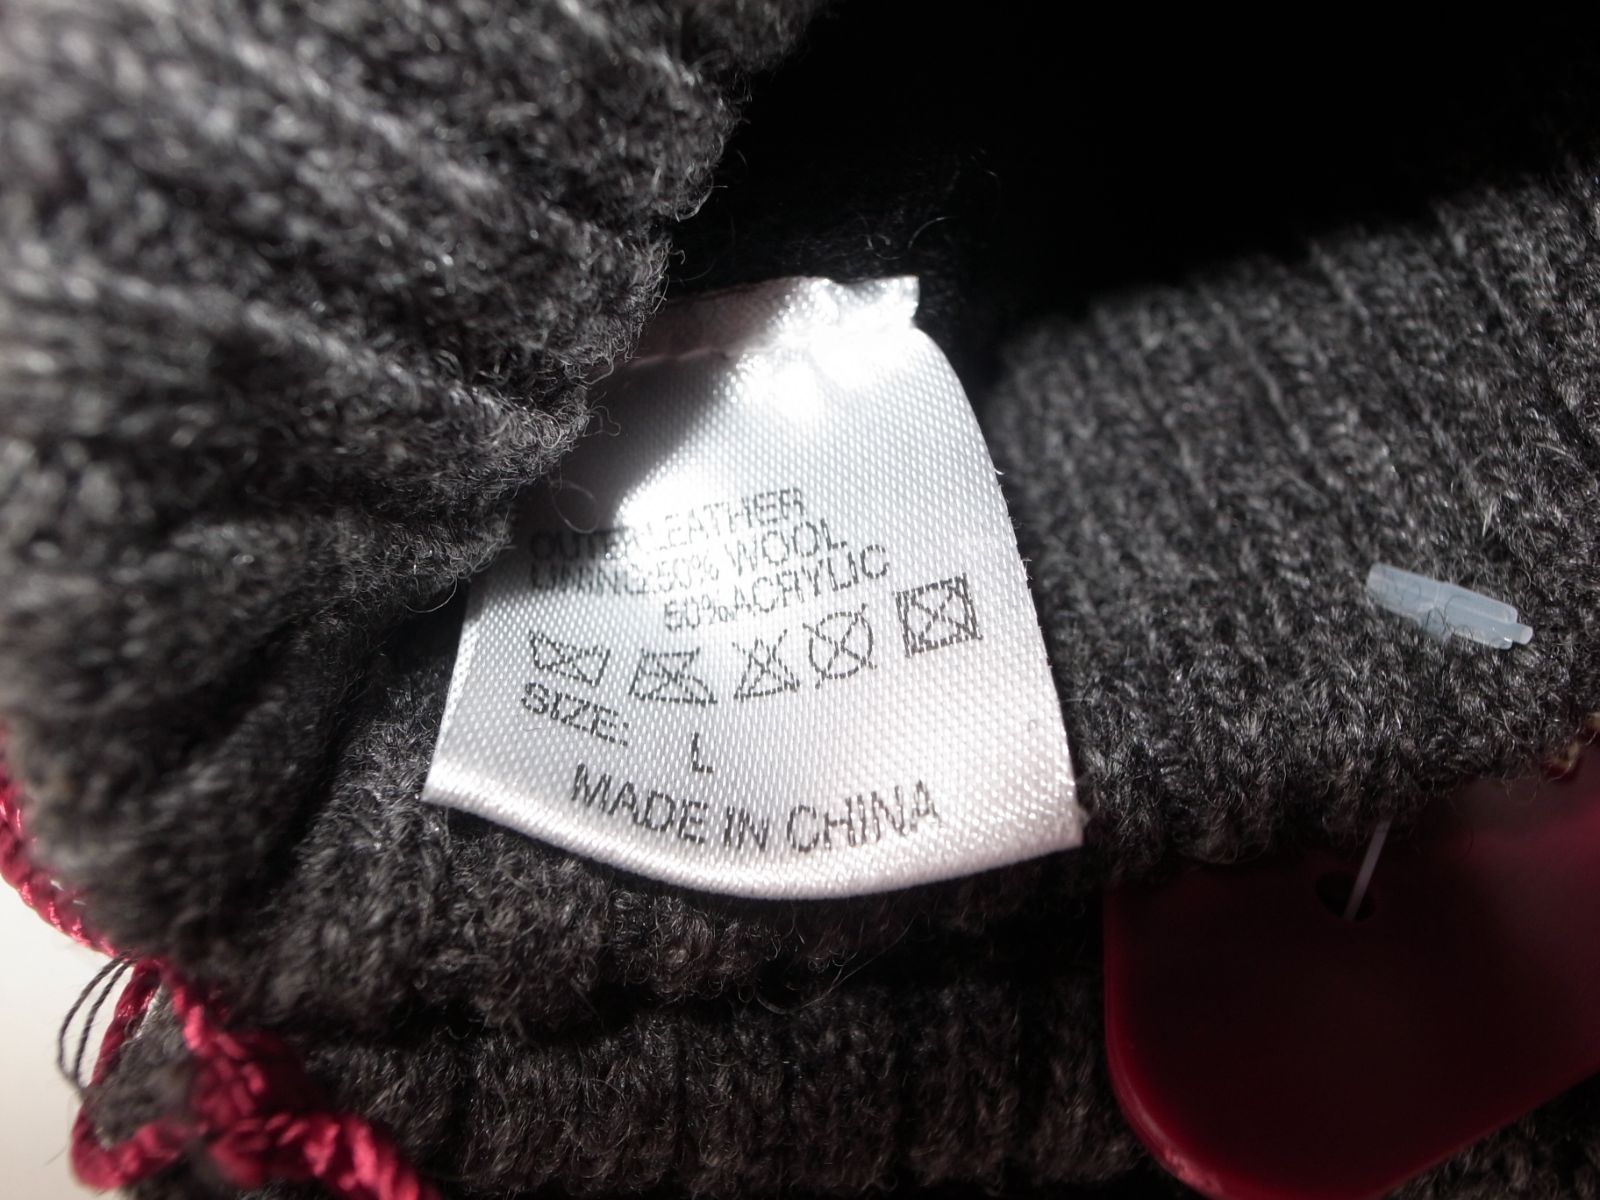 OUTER:LEATHER
LINING:50% WOOL
50%ACRYLIC
SIZE:
L
MADE IN CHINA